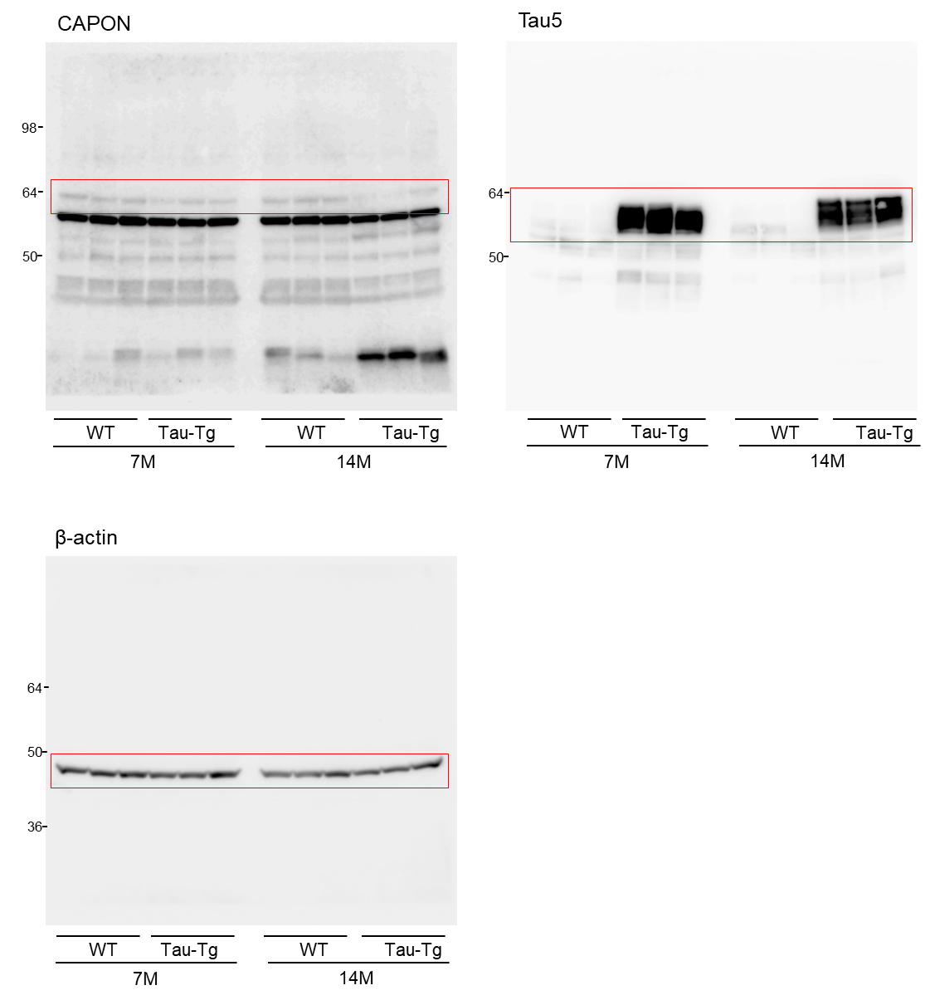 CAPON
98
64
50
WT Tau-Tg WT Tau-Tg
7M 14M
Tau5
64
50
WT Tau-Tg WT Tau-Tg
7M 14M
β-actin
64
50
36
WT Tau-Tg WT Tau-Tg
7M 14M